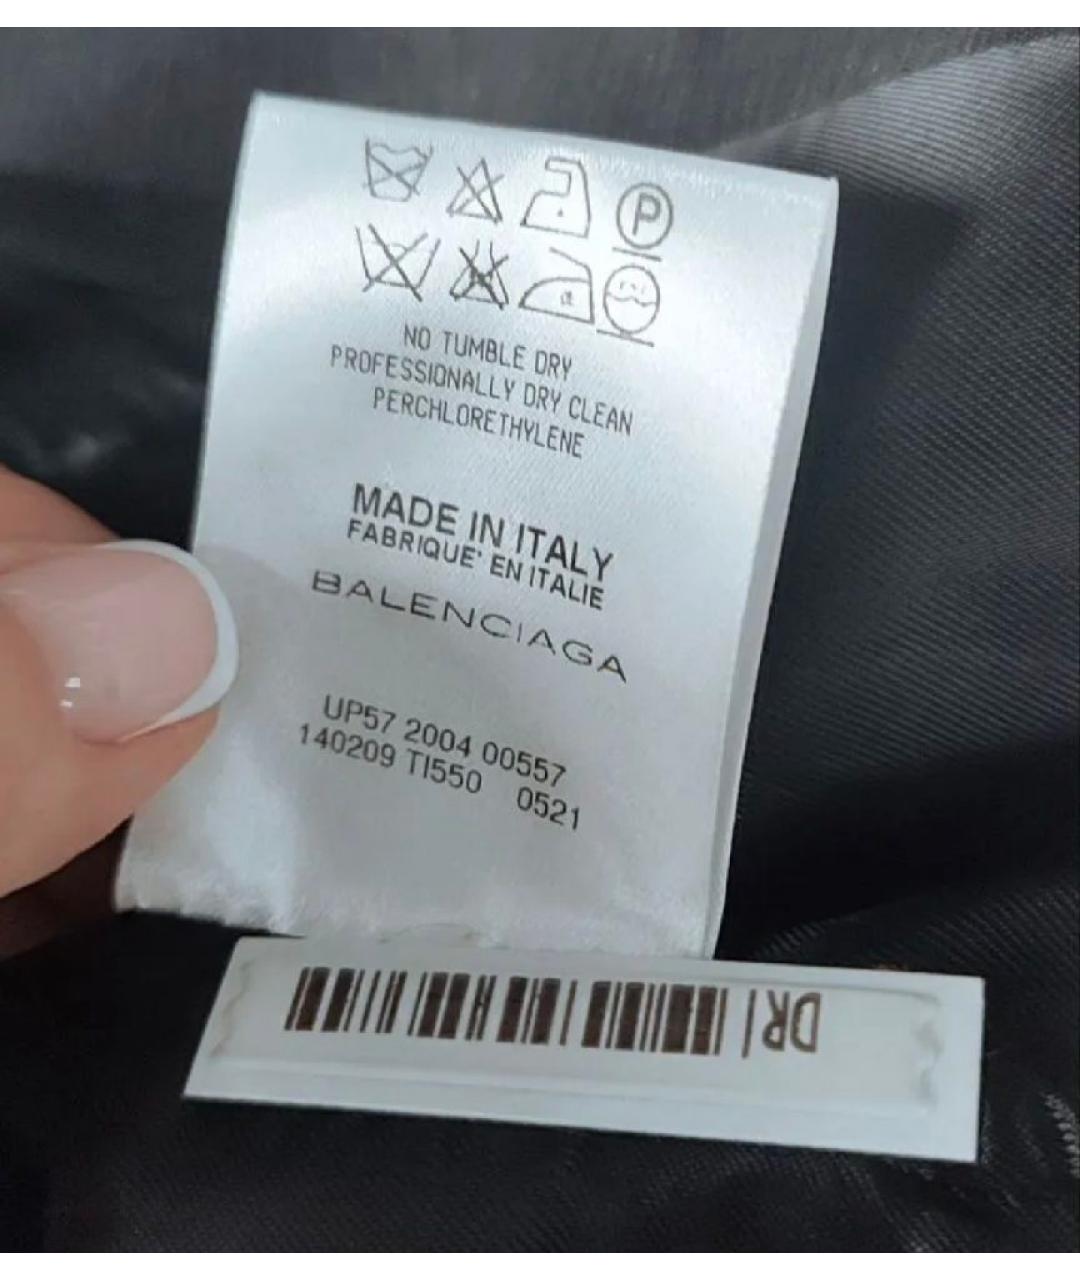 P
NO TUMBLE DRY
PROFESSIONALLY DRY CLEAN
PERCHLORETHYLENE
MADE IN ITALY
FABRIQUE' EN ITALIE
BALENCIAGA
UP57 2004 00557
140209 TI550 0521
DR